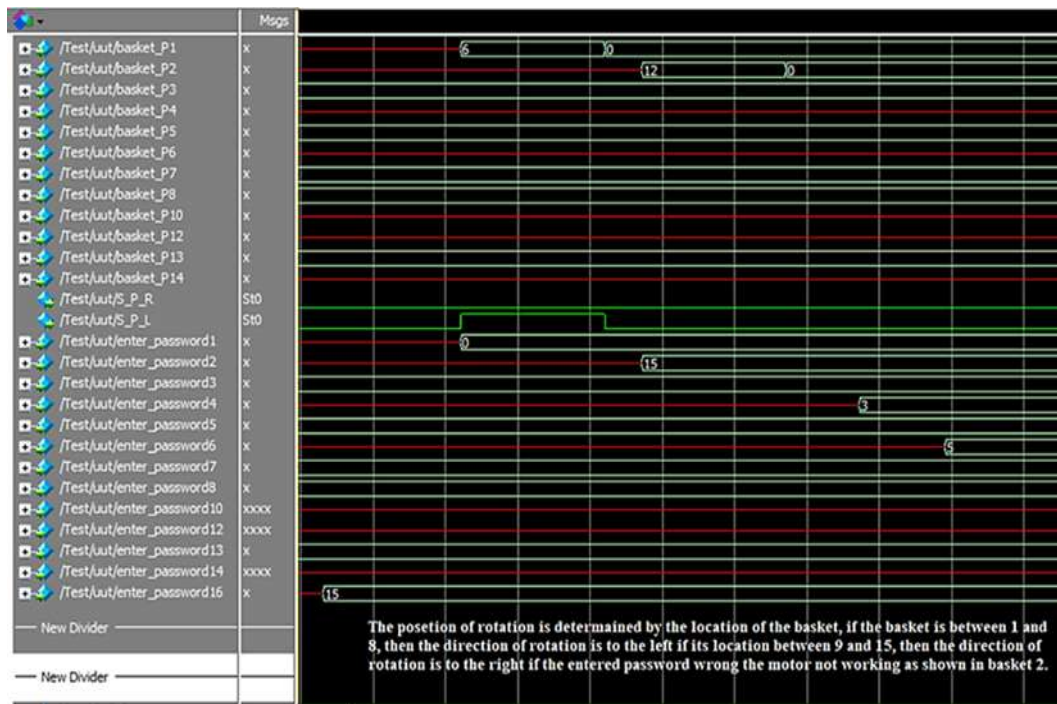 Msgs
/Test/uut/basket_P1 x 6 0
/Test/uut/basket_P2 x 12 0
/Test/uut/basket_P3 x
/Test/uut/basket_P4 x
/Test/uut/basket_P5 x
/Test/uut/basket_P6 x
/Test/uut/basket_P7 x
/Test/uut/basket_P8 x
/Test/uut/basket_P10 x
/Test/uut/basket_P12 x
/Test/uut/basket_P13 x
/Test/uut/basket_P14 x
/Test/uut/S_P_R St0
/Test/uut/S_P_L St0
/Test/uut/enter_password1 x 0
/Test/uut/enter_password2 x 15
/Test/uut/enter_password3 x
/Test/uut/enter_password4 x 3
/Test/uut/enter_password5 x
/Test/uut/enter_password6 x 5
/Test/uut/enter_password7 x
/Test/uut/enter_password8 x
/Test/uut/enter_password10 xxxx
/Test/uut/enter_password12 xxxx
/Test/uut/enter_password13 x
/Test/uut/enter_password14 xxxx
/Test/uut/enter_password16 x 15
New Divider
The posetion of rotation is detemained by the location of the basket, if the basket is between 1 and
8, then the direction of rotation is to the left if its location between 9 and 15, then the direction of
rotation is to the right if the entered password wrong the motor not working as shown in basket 2.
New Divider